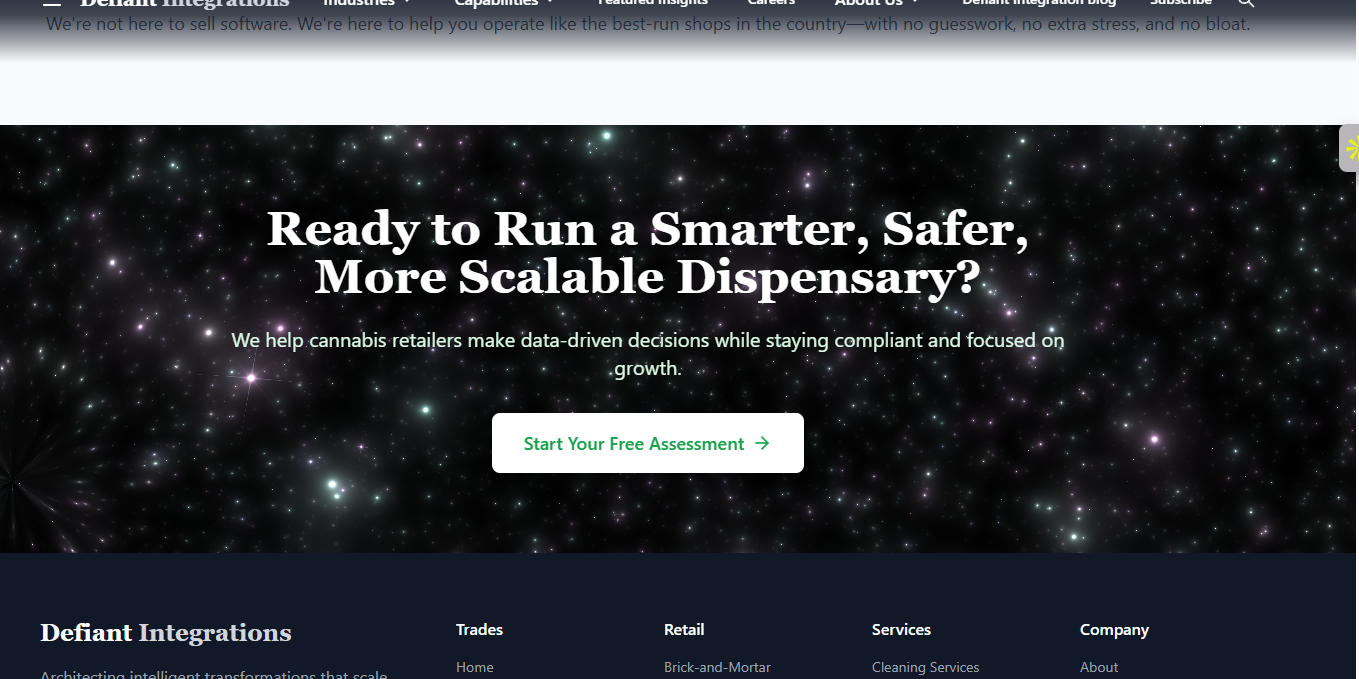 Defiant Integrations Industries Capabilities Featured Insights Careers About Us Defiant Integration Blog Subscribe
We're not here to sell software. We're here to help you operate like the best-run shops in the country—with no guesswork, no extra stress, and no bloat.
Ready to Run a Smarter, Safer,
More Scalable Dispensary?
We help cannabis retailers make data-driven decisions while staying compliant and focused on
growth.
Start Your Free Assessment →
Defiant Integrations
Architecting intelligent transformations that scale
Trades
Home
Retail
Brick-and-Mortar
Services
Cleaning Services
Company
About